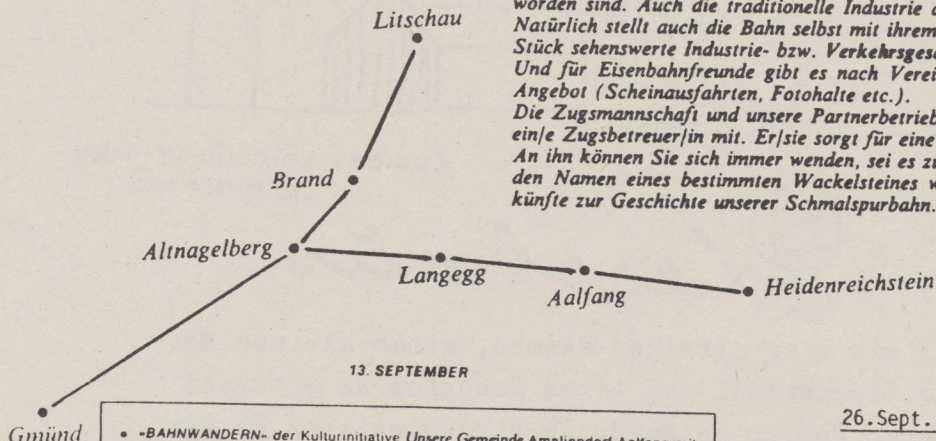 Litschau
Brand
Altnagelberg
Langegg
Aalfang
Heidenreichstein
Gmünd
worden sind. Auch die traditionelle Industrie
Natürlich stellt auch die Bahn selbst mit ihrem
Stück sehenswerte Industrie- bzw. Verkehrsges
Und für Eisenbahnfreunde gibt es nach Verei
Angebot (Scheinausfahrten, Fotohalte etc.).
Die Zugsmannschaft und unsere Partnerbetrieb
ein/e Zugsbetreuer/in mit. Er/sie sorgt für eine
An ihn können Sie sich immer wenden, sei es zu
den Namen eines bestimmten Wackelsteines w
künfte zur Geschichte unserer Schmalspurbahn.
13. SEPTEMBER
26.Sept.
• »BAHNWANDERN« der Kulturinitiative Unsere Gemeinde Amaliendorf-Aalfang